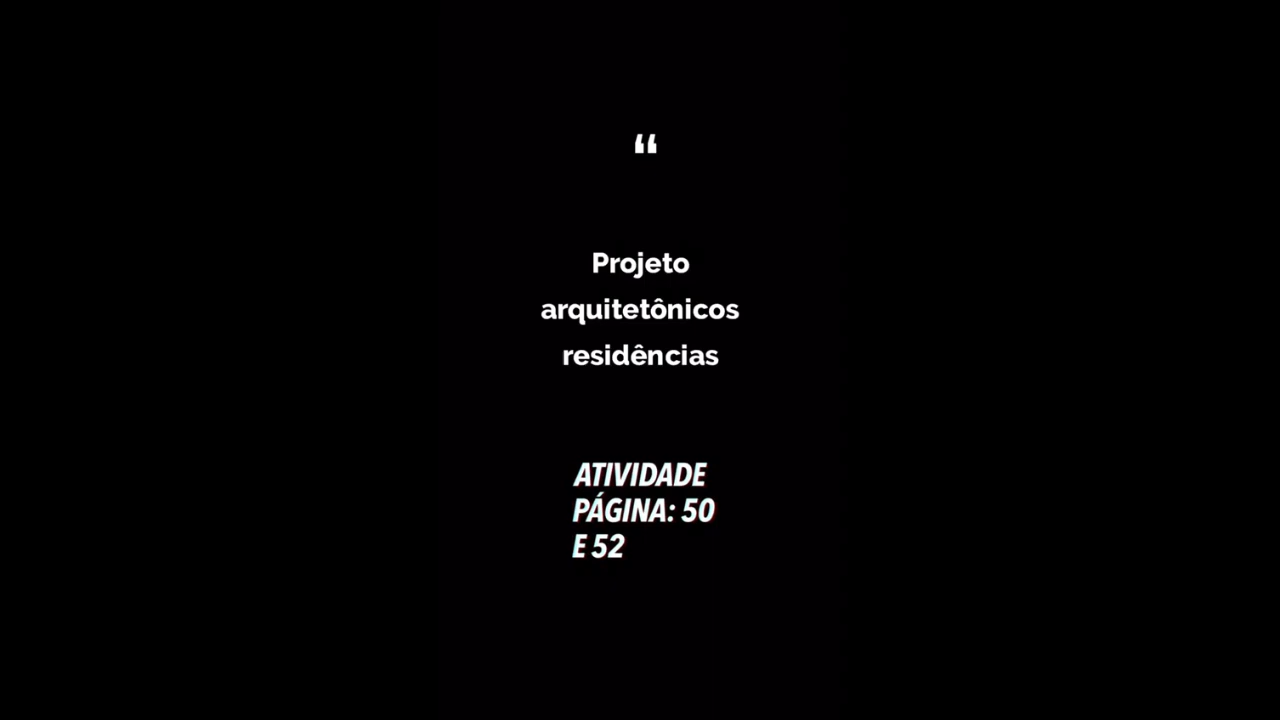 “
Projeto
arquitetônicos
residências
ATIVIDADE
PÁGINA: 50
E 52